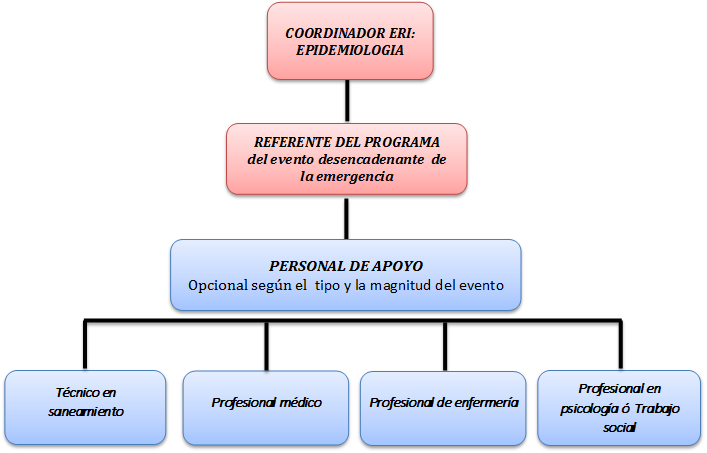 COORDINADOR ERI:
EPIDEMIOLOGIA
REFERENTE DEL PROGRAMA
del evento desencadenante de
la emergencia
PERSONAL DE APOYO
Opcional según el tipo y la magnitud del evento
Técnico en
saneamiento
Profesional médico
Profesional de enfermería
Profesional en
psicología ó Trabajo
social